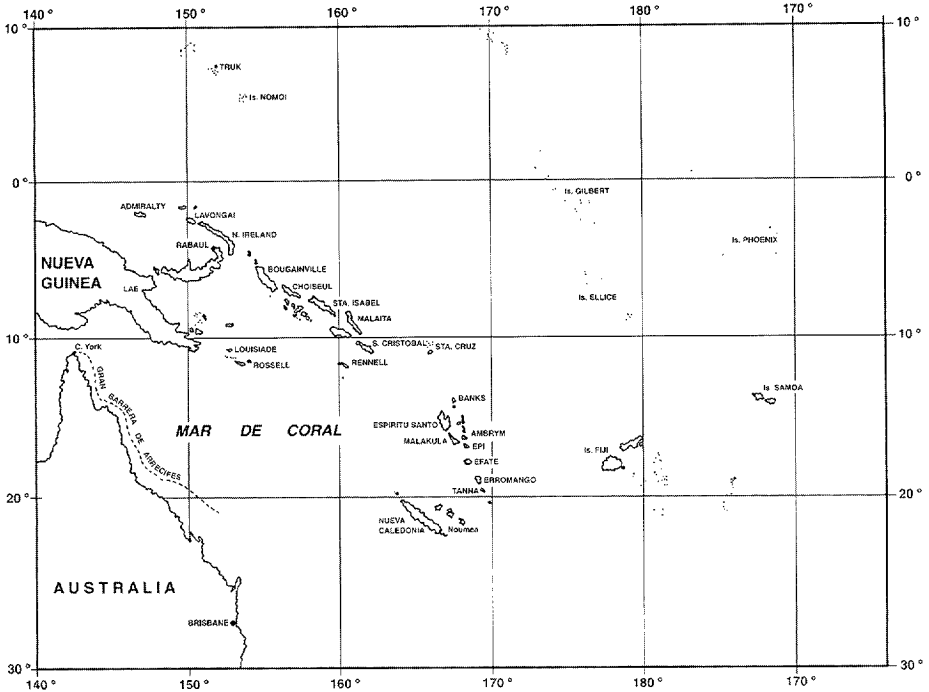 140 150° 160° 170° 180° 170°
10° 10°
TRUK
Is. NOMOI
0° 0°
Is. GILBERT
ADMIRALTY
LAVONGAI
N. IRELAND
RABAUL
Is. PHOENIX
NUEVA
GUINEA
BOUGAINVILLE
LAE
CHOISEUL
Is. ELLICE
STA. ISABEL
MALAITA
10° 10°
C. York
S. CRISTOBAL
STA. CRUZ
LOUISIADE
ROSSELL
RENNELL
GRAN BARRERA DE ARRECIFES
Is. SAMOA
BANKS
MAR DE CORAL
ESPIRITU SANTO
AMBRYM
MALAKULA
EPI
Is. FIJI
EFATE
ERROMANGO
TANNA
20° 20°
NUEVA
CALEDONIA
Noumea
AUSTRALIA
BRISBANE
30° 30°
140° 150° 160° 170° 180° 170°